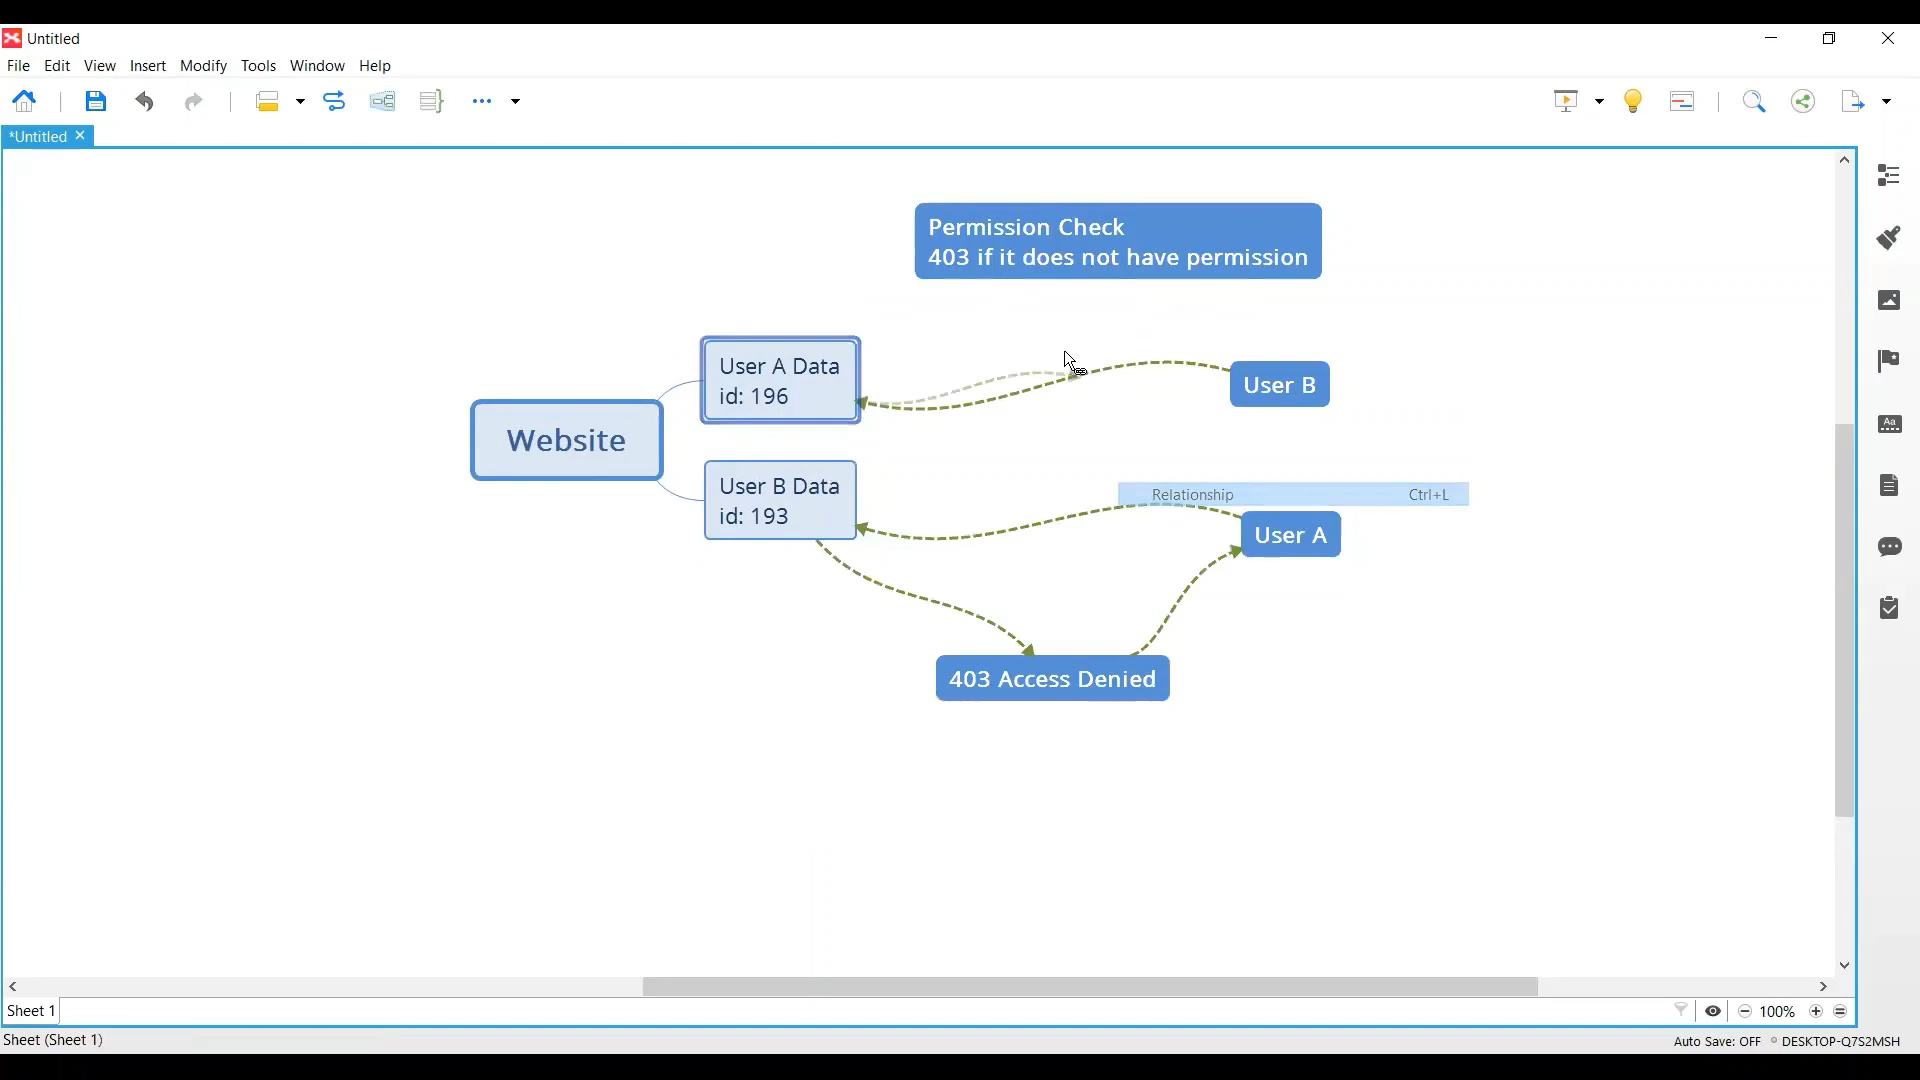 Untitled
File Edit View Insert Modify Tools Window Help
*Untitled
Permission Check
403 if it does not have permission
User A Data
id: 196
User B
Website
User B Data
id: 193
Relationship Ctrl+L
User A
403 Access Denied
Aa
Sheet 1
100%
Sheet (Sheet 1)
Auto Save: OFF DESKTOP-Q7S2MSH